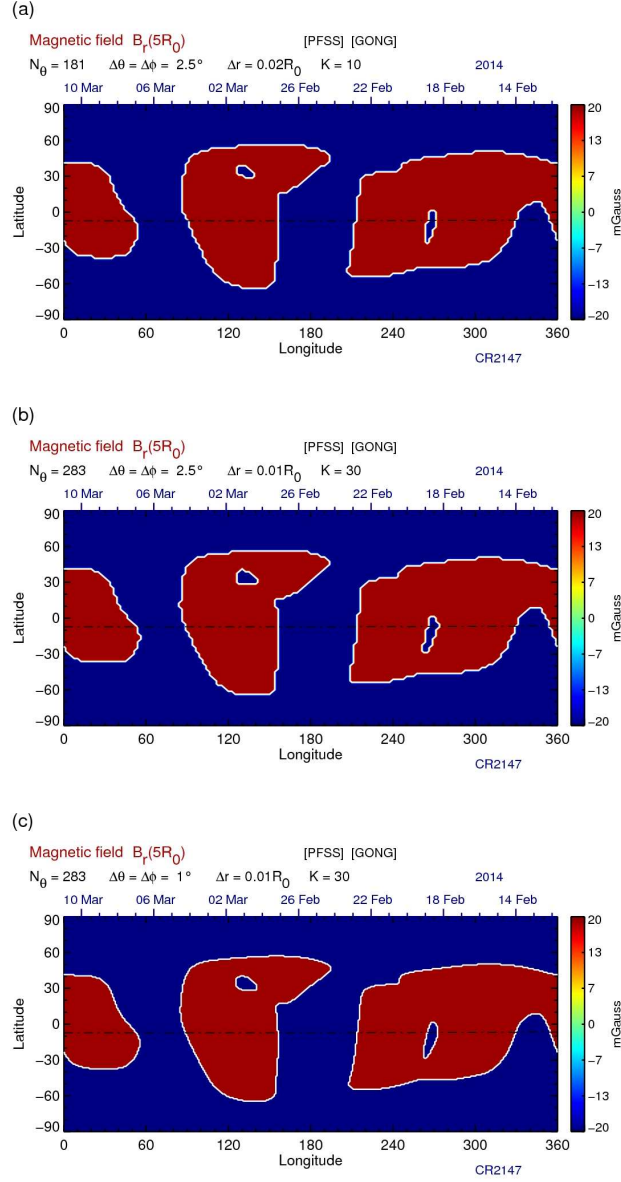 (a)
Magnetic field B_r(5R_0) [PFSS] [GONG]
N_θ = 181 Δθ = Δϕ = 2.5° Δr = 0.02R_0 K = 10 2014
10 Mar 06 Mar 02 Mar 26 Feb 22 Feb 18 Feb 14 Feb
90
60
30
0
−30
−60
−90
Latitude
0 60 120 180 240 300 360
Longitude
20
13
7
0
−7
−13
−20
mGauss
CR2147
(b)
Magnetic field B_r(5R_0) [PFSS] [GONG]
N_θ = 283 Δθ = Δϕ = 2.5° Δr = 0.01R_0 K = 30 2014
10 Mar 06 Mar 02 Mar 26 Feb 22 Feb 18 Feb 14 Feb
90
60
30
0
−30
−60
−90
Latitude
0 60 120 180 240 300 360
Longitude
20
13
7
0
−7
−13
−20
mGauss
CR2147
(c)
Magnetic field B_r(5R_0) [PFSS] [GONG]
N_θ = 283 Δθ = Δϕ = 1° Δr = 0.01R_0 K = 30 2014
10 Mar 06 Mar 02 Mar 26 Feb 22 Feb 18 Feb 14 Feb
90
60
30
0
−30
−60
−90
Latitude
0 60 120 180 240 300 360
Longitude
20
13
7
0
−7
−13
−20
mGauss
CR2147